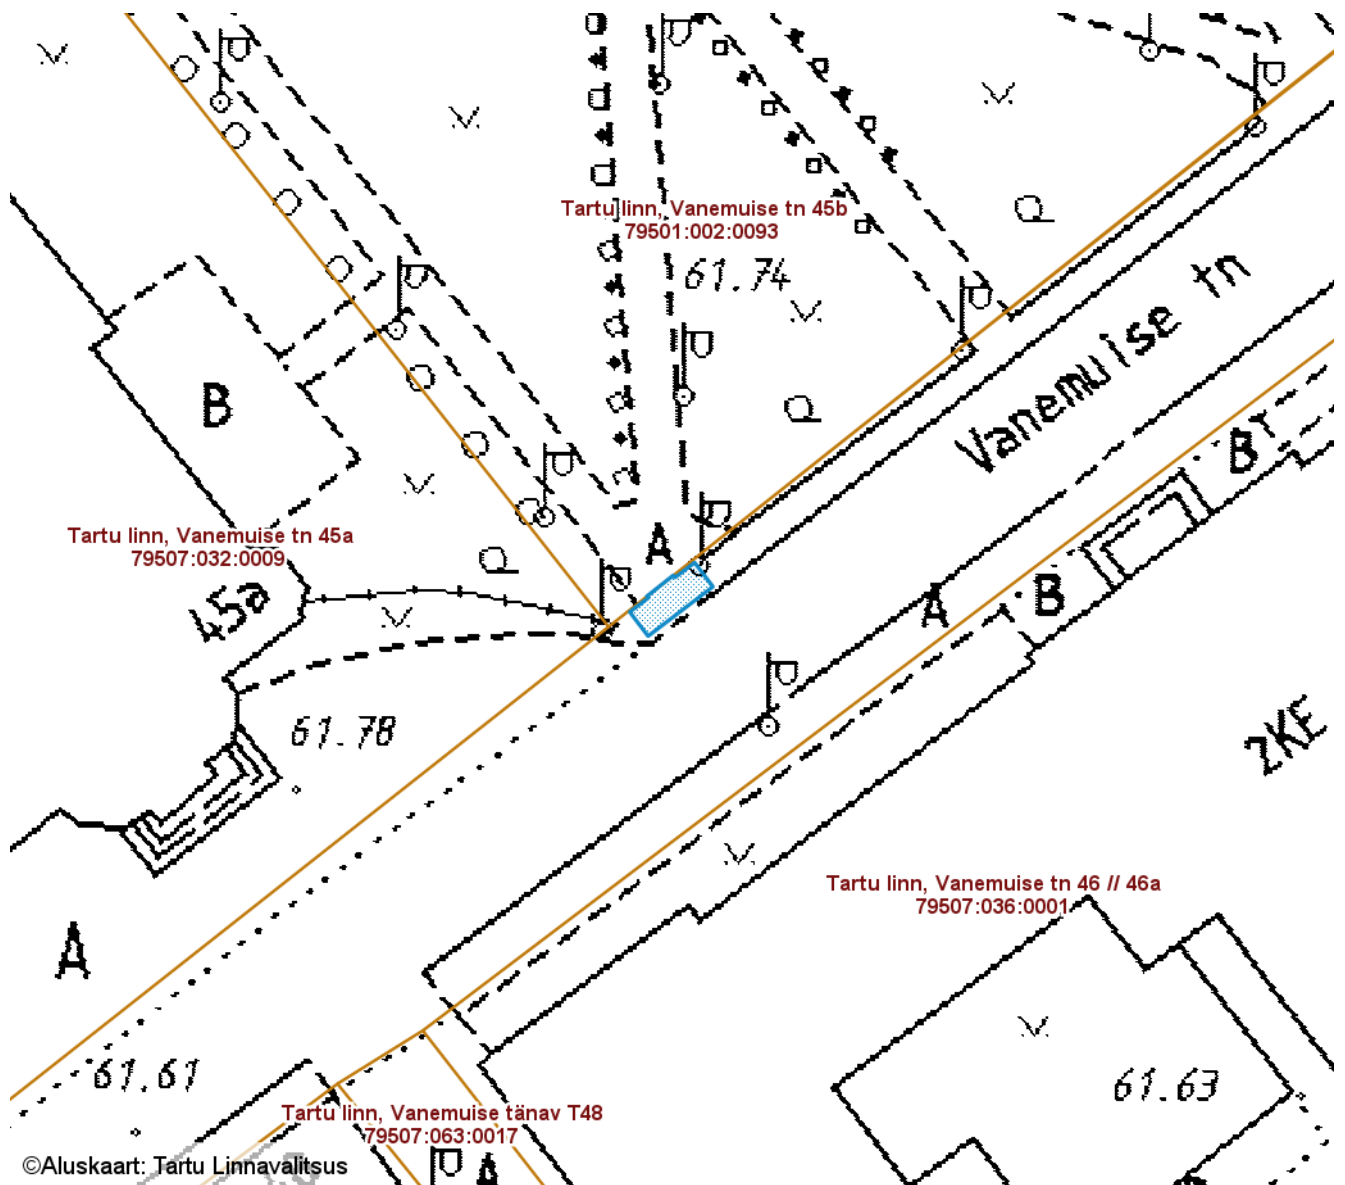 Tartu linn, Vanemuise tn 45b
79501:002:0093
61.74
Vanemuise tn
B
B
Tartu linn, Vanemuise tn 45a
79507:032:0009
A
45a
B
A
61.78
2KE
Tartu linn, Vanemuise tn 46 // 46a
79507:036:0001
A
61.61
61.63
Tartu linn, Vanemuise tänav T48
79507:063:0017
A
©Aluskaart: Tartu Linnavalitsus